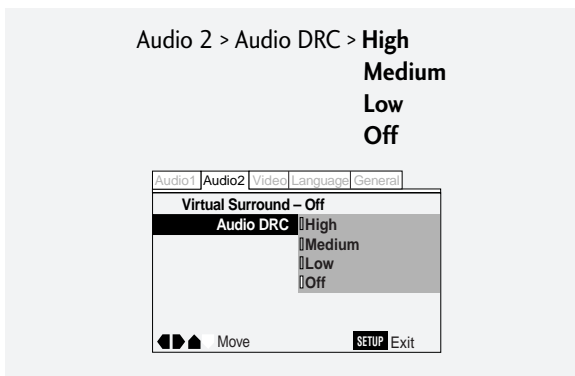 Audio 2 > Audio DRC > High
Medium
Low
Off
Audio1 Audio2 Video Language General
Virtual Surround – Off
Audio DRC High
Medium
Low
Off
Move SETUP Exit